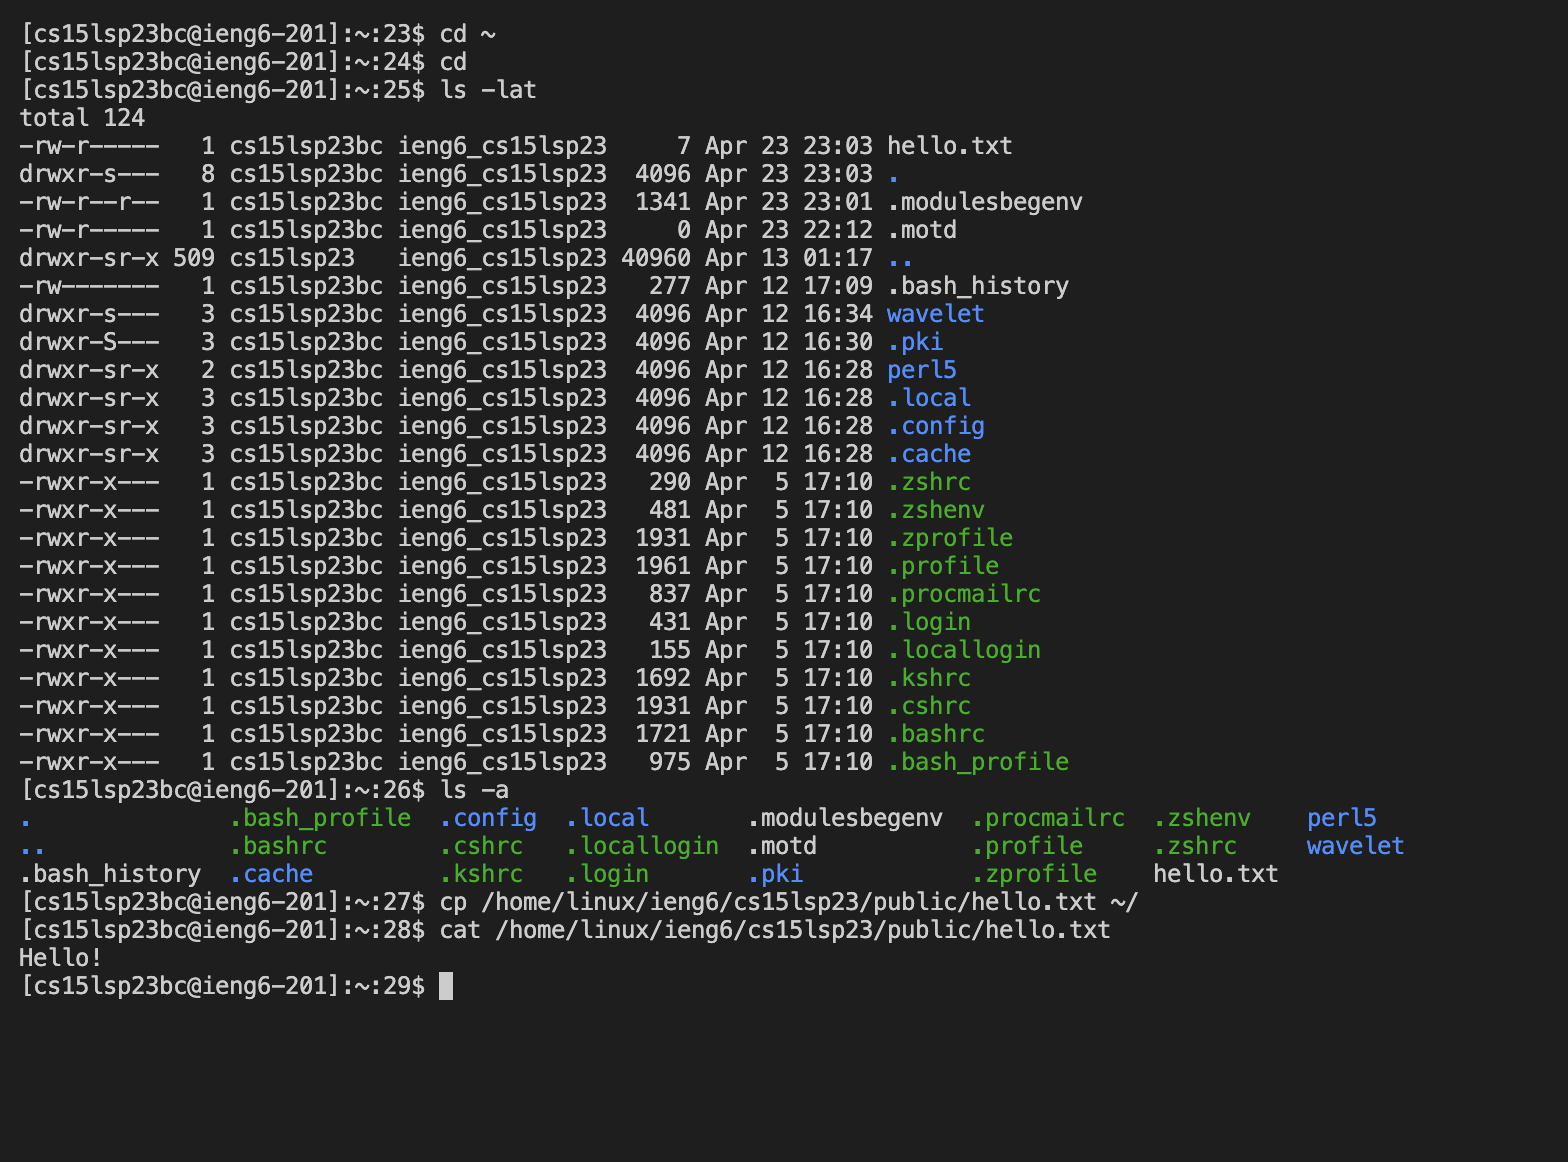 [cs15lsp23bc@ieng6-201]:~:23$ cd ~
[cs15lsp23bc@ieng6-201]:~:24$ cd
[cs15lsp23bc@ieng6-201]:~:25$ ls -lat
total 124
-rw-r-----   1 cs15lsp23bc ieng6_cs15lsp23     7 Apr 23 23:03 hello.txt
drwxr-s---   8 cs15lsp23bc ieng6_cs15lsp23  4096 Apr 23 23:03 .
-rw-r--r--   1 cs15lsp23bc ieng6_cs15lsp23  1341 Apr 23 23:01 .modulesbegenv
-rw-r-----   1 cs15lsp23bc ieng6_cs15lsp23     0 Apr 23 22:12 .motd
drwxr-sr-x 509 cs15lsp23   ieng6_cs15lsp23 40960 Apr 13 01:17 ..
-rw-------   1 cs15lsp23bc ieng6_cs15lsp23   277 Apr 12 17:09 .bash_history
drwxr-s---   3 cs15lsp23bc ieng6_cs15lsp23  4096 Apr 12 16:34 wavelet
drwxr-S---   3 cs15lsp23bc ieng6_cs15lsp23  4096 Apr 12 16:30 .pki
drwxr-sr-x   2 cs15lsp23bc ieng6_cs15lsp23  4096 Apr 12 16:28 perl5
drwxr-sr-x   3 cs15lsp23bc ieng6_cs15lsp23  4096 Apr 12 16:28 .local
drwxr-sr-x   3 cs15lsp23bc ieng6_cs15lsp23  4096 Apr 12 16:28 .config
drwxr-sr-x   3 cs15lsp23bc ieng6_cs15lsp23  4096 Apr 12 16:28 .cache
-rwxr-x---   1 cs15lsp23bc ieng6_cs15lsp23   290 Apr  5 17:10 .zshrc
-rwxr-x---   1 cs15lsp23bc ieng6_cs15lsp23   481 Apr  5 17:10 .zshenv
-rwxr-x---   1 cs15lsp23bc ieng6_cs15lsp23  1931 Apr  5 17:10 .zprofile
-rwxr-x---   1 cs15lsp23bc ieng6_cs15lsp23  1961 Apr  5 17:10 .profile
-rwxr-x---   1 cs15lsp23bc ieng6_cs15lsp23   837 Apr  5 17:10 .procmailrc
-rwxr-x---   1 cs15lsp23bc ieng6_cs15lsp23   431 Apr  5 17:10 .login
-rwxr-x---   1 cs15lsp23bc ieng6_cs15lsp23   155 Apr  5 17:10 .locallogin
-rwxr-x---   1 cs15lsp23bc ieng6_cs15lsp23  1692 Apr  5 17:10 .kshrc
-rwxr-x---   1 cs15lsp23bc ieng6_cs15lsp23  1931 Apr  5 17:10 .cshrc
-rwxr-x---   1 cs15lsp23bc ieng6_cs15lsp23  1721 Apr  5 17:10 .bashrc
-rwxr-x---   1 cs15lsp23bc ieng6_cs15lsp23   975 Apr  5 17:10 .bash_profile
[cs15lsp23bc@ieng6-201]:~:26$ ls -a
.              .bash_profile  .config  .local       .modulesbegenv  .procmailrc  .zshenv    perl5
..             .bashrc        .cshrc   .locallogin  .motd           .profile     .zshrc     wavelet
.bash_history  .cache         .kshrc   .login       .pki            .zprofile    hello.txt
[cs15lsp23bc@ieng6-201]:~:27$ cp /home/linux/ieng6/cs15lsp23/public/hello.txt ~/
[cs15lsp23bc@ieng6-201]:~:28$ cat /home/linux/ieng6/cs15lsp23/public/hello.txt
Hello!
[cs15lsp23bc@ieng6-201]:~:29$